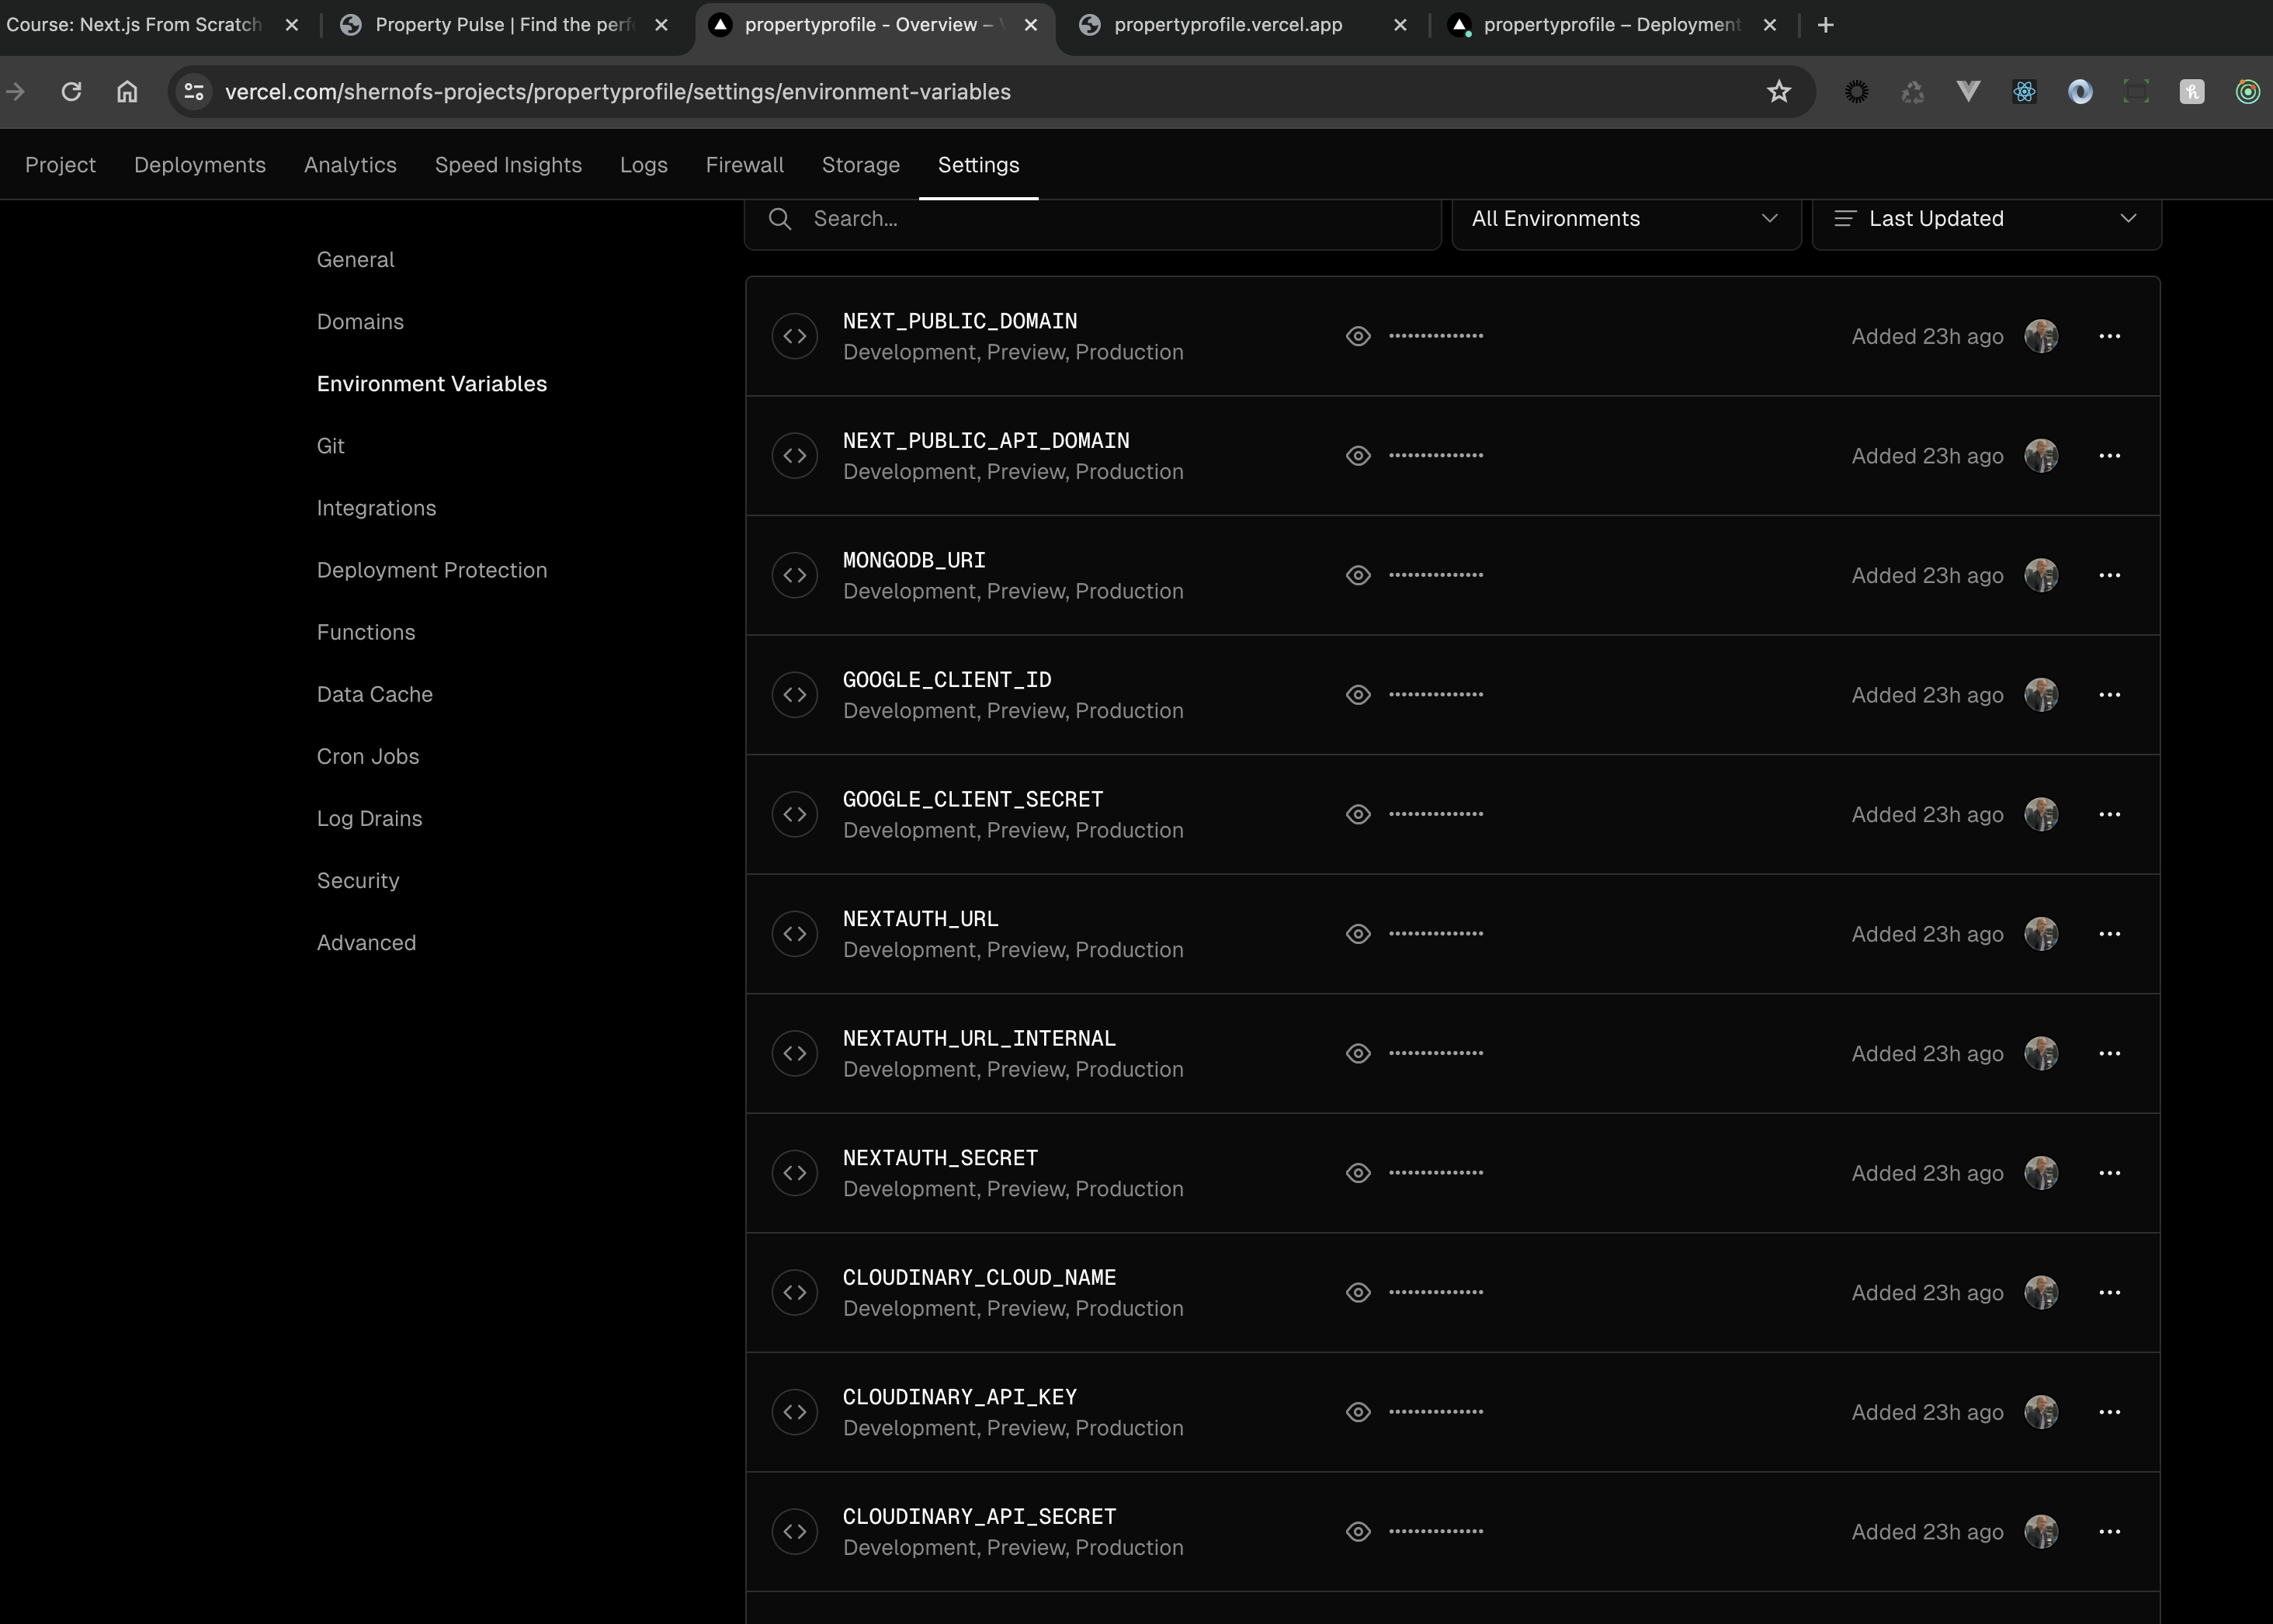 Course: Next.js From Scratch
Property Pulse | Find the perf
propertyprofile - Overview –
propertyprofile.vercel.app
propertyprofile – Deployment
vercel.com/shernofs-projects/propertyprofile/settings/environment-variables
Project
Deployments
Analytics
Speed Insights
Logs
Firewall
Storage
Settings
General
Domains
Environment Variables
Git
Integrations
Deployment Protection
Functions
Data Cache
Cron Jobs
Log Drains
Security
Advanced
Search...
All Environments
Last Updated
NEXT_PUBLIC_DOMAIN
Development, Preview, Production
Added 23h ago
NEXT_PUBLIC_API_DOMAIN
Development, Preview, Production
Added 23h ago
MONGODB_URI
Development, Preview, Production
Added 23h ago
GOOGLE_CLIENT_ID
Development, Preview, Production
Added 23h ago
GOOGLE_CLIENT_SECRET
Development, Preview, Production
Added 23h ago
NEXTAUTH_URL
Development, Preview, Production
Added 23h ago
NEXTAUTH_URL_INTERNAL
Development, Preview, Production
Added 23h ago
NEXTAUTH_SECRET
Development, Preview, Production
Added 23h ago
CLOUDINARY_CLOUD_NAME
Development, Preview, Production
Added 23h ago
CLOUDINARY_API_KEY
Development, Preview, Production
Added 23h ago
CLOUDINARY_API_SECRET
Development, Preview, Production
Added 23h ago